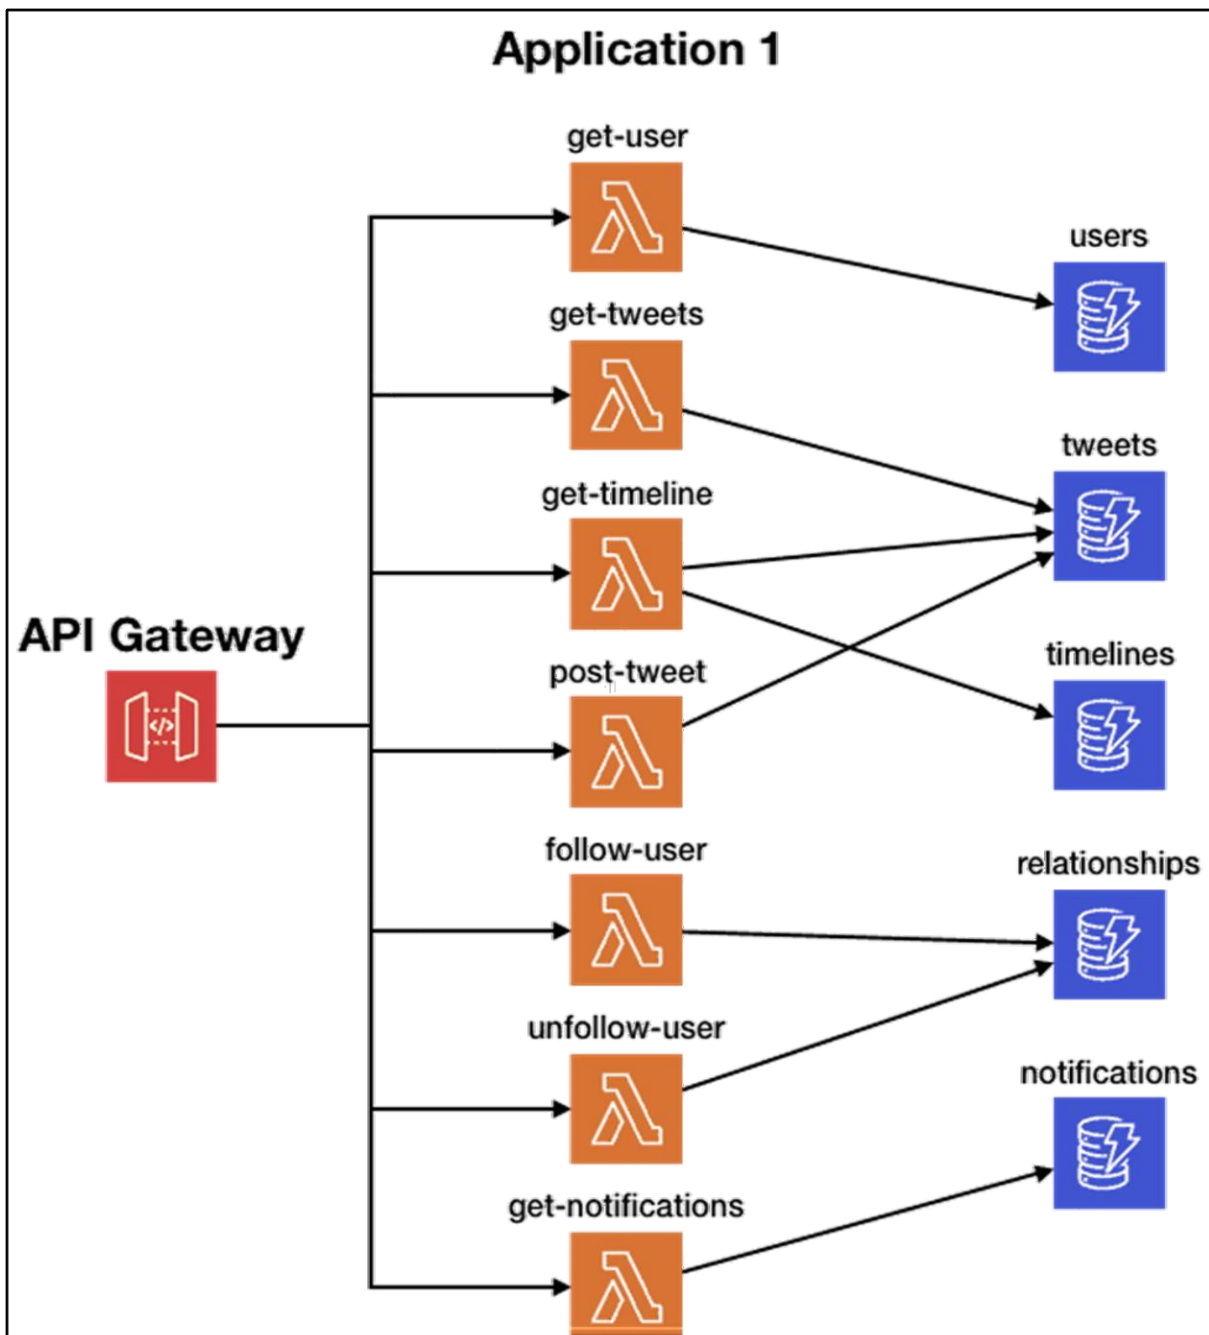 Application 1
get-user
users
get-tweets
tweets
get-timeline
API Gateway
</>
timelines
post-tweet
follow-user
relationships
unfollow-user
notifications
get-notifications